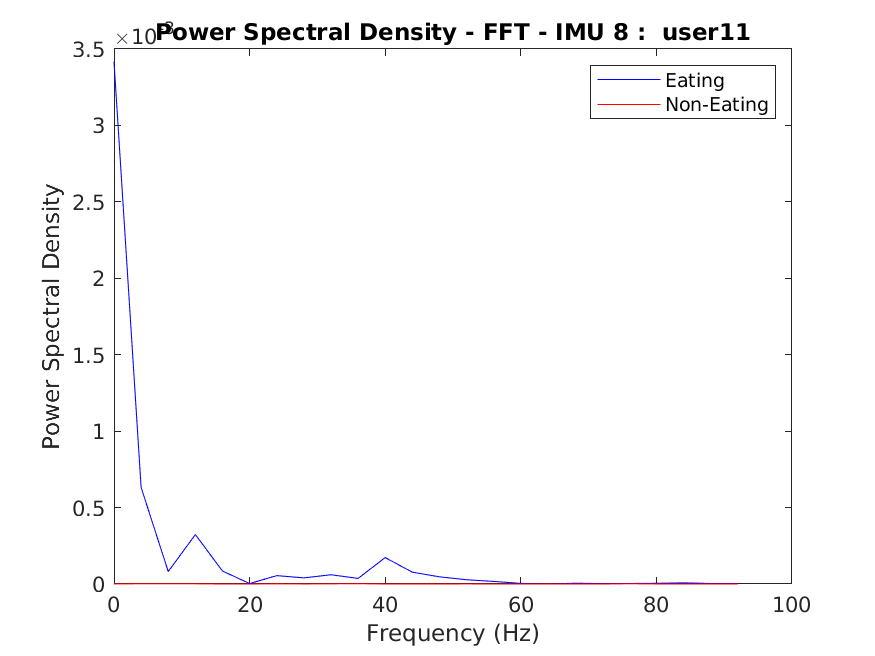 Power Spectral Density - FFT - IMU 8 :  user11
×10
Eating
Non-Eating
3.5
3
2.5
2
1.5
1
0.5
0
Power Spectral Density
0 20 40 60 80 100
Frequency (Hz)